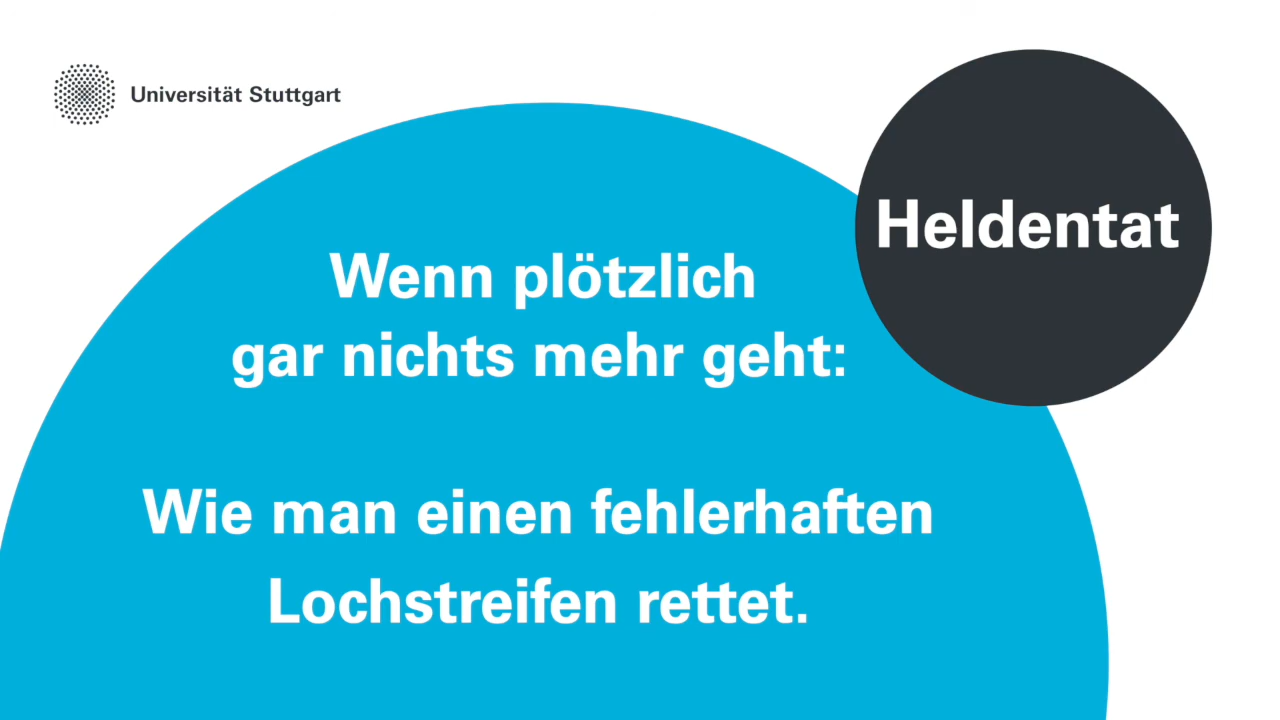 Universität Stuttgart
Heldentat
Wenn plötzlich
gar nichts mehr geht:
Wie man einen fehlerhaften
Lochstreifen rettet.